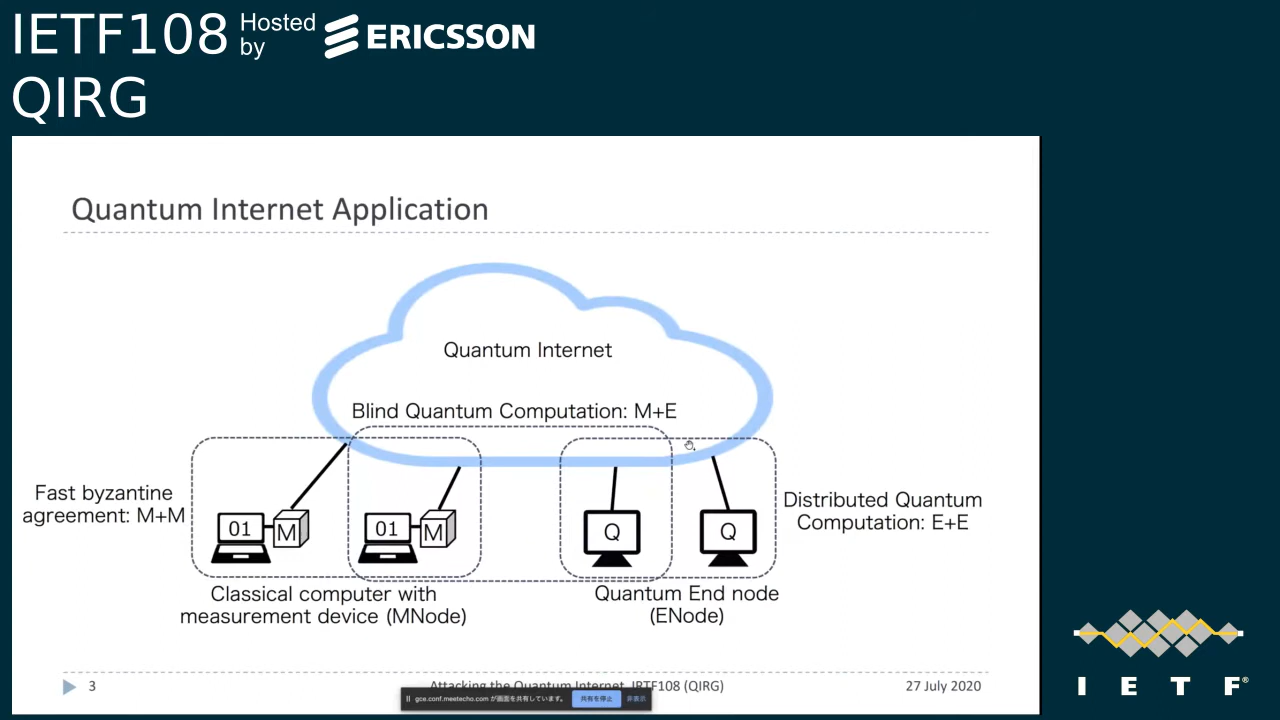 IETF108 Hosted by ERICSSON
QIRG
Quantum Internet Application
Quantum Internet
Blind Quantum Computation: M+E
Fast byzantine
agreement: M+M
Distributed Quantum
Computation: E+E
01 M
01 M
Q
Q
Classical computer with
measurement device (MNode)
Quantum End node
(ENode)
3
Attacking the Quantum Internet, IRTF108 (QIRG)
27 July 2020
gce.conf.meetecho.com が画面を共有しています。
共有を停止
非表示
I E T F®